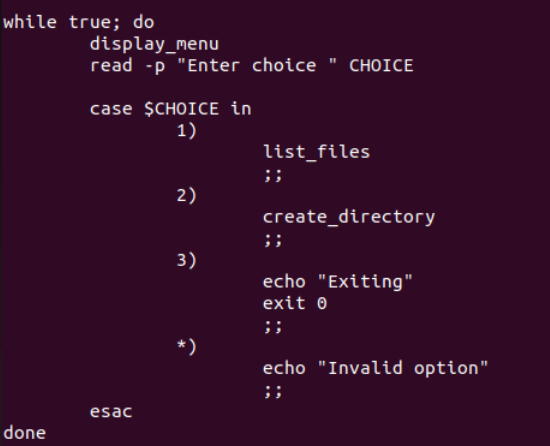 while true; do
        display_menu
        read -p "Enter choice " CHOICE

        case $CHOICE in
                1)
                        list_files
                        ;;
                2)
                        create_directory
                        ;;
                3)
                        echo "Exiting"
                        exit 0
                        ;;
                *)
                        echo "Invalid option"
                        ;;
        esac
done